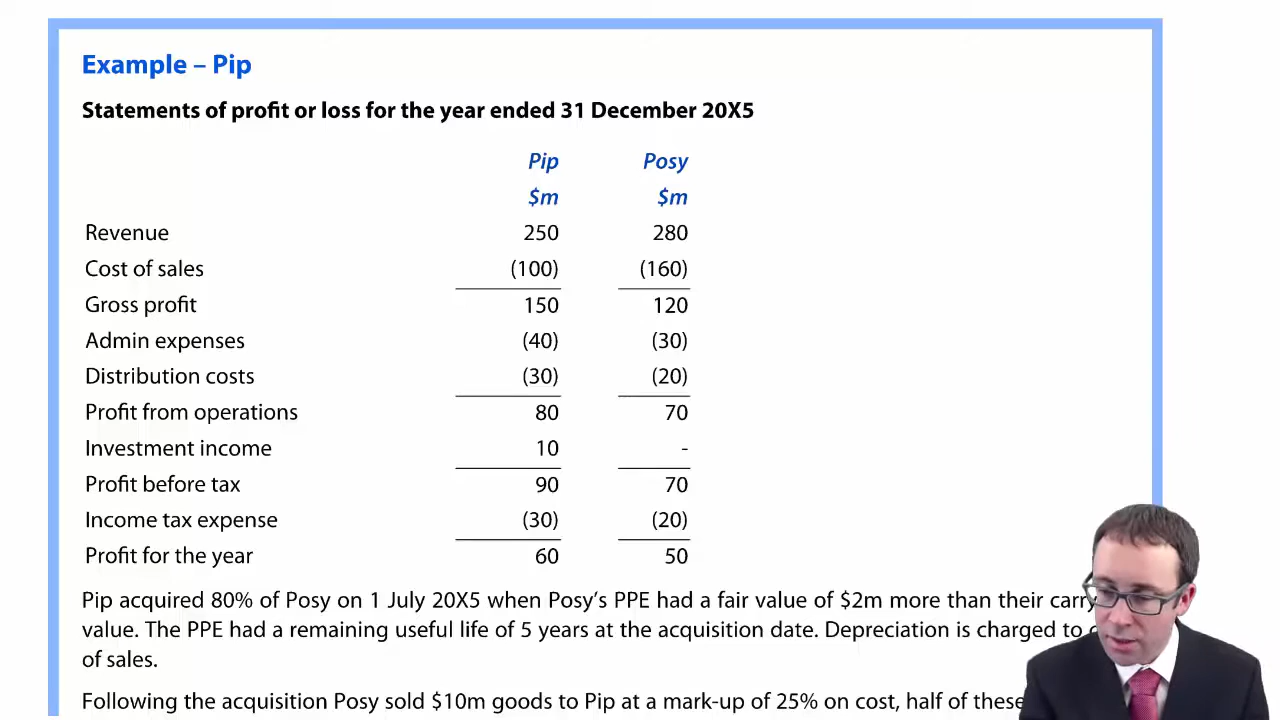 Example – Pip
Statements of profit or loss for the year ended 31 December 20X5
Pip Posy
$m $m
Revenue 250 280
Cost of sales (100) (160)
Gross profit 150 120
Admin expenses (40) (30)
Distribution costs (30) (20)
Profit from operations 80 70
Investment income 10 -
Profit before tax 90 70
Income tax expense (30) (20)
Profit for the year 60 50
Pip acquired 80% of Posy on 1 July 20X5 when Posy's PPE had a fair value of $2m more than their
value. The PPE had a remaining useful life of 5 years at the acquisition date. Depreciation is charged to
of sales.
Following the acquisition Posy sold $10m goods to Pip at a mark-up of 25% on cost, half of these